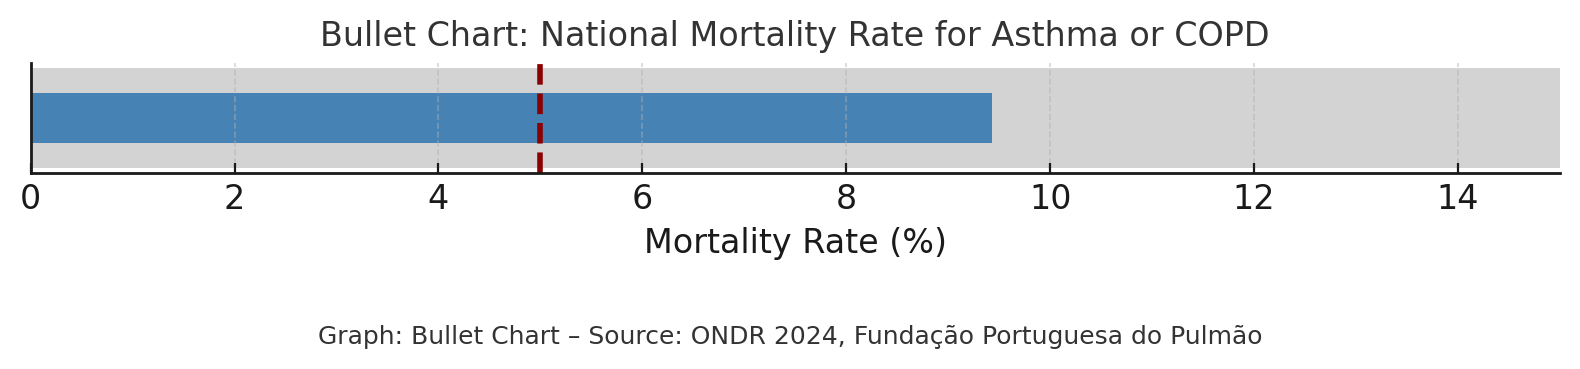 Bullet Chart: National Mortality Rate for Asthma or COPD
0 2 4 6 8 10 12 14
Mortality Rate (%)
Graph: Bullet Chart – Source: ONDR 2024, Fundação Portuguesa do Pulmão